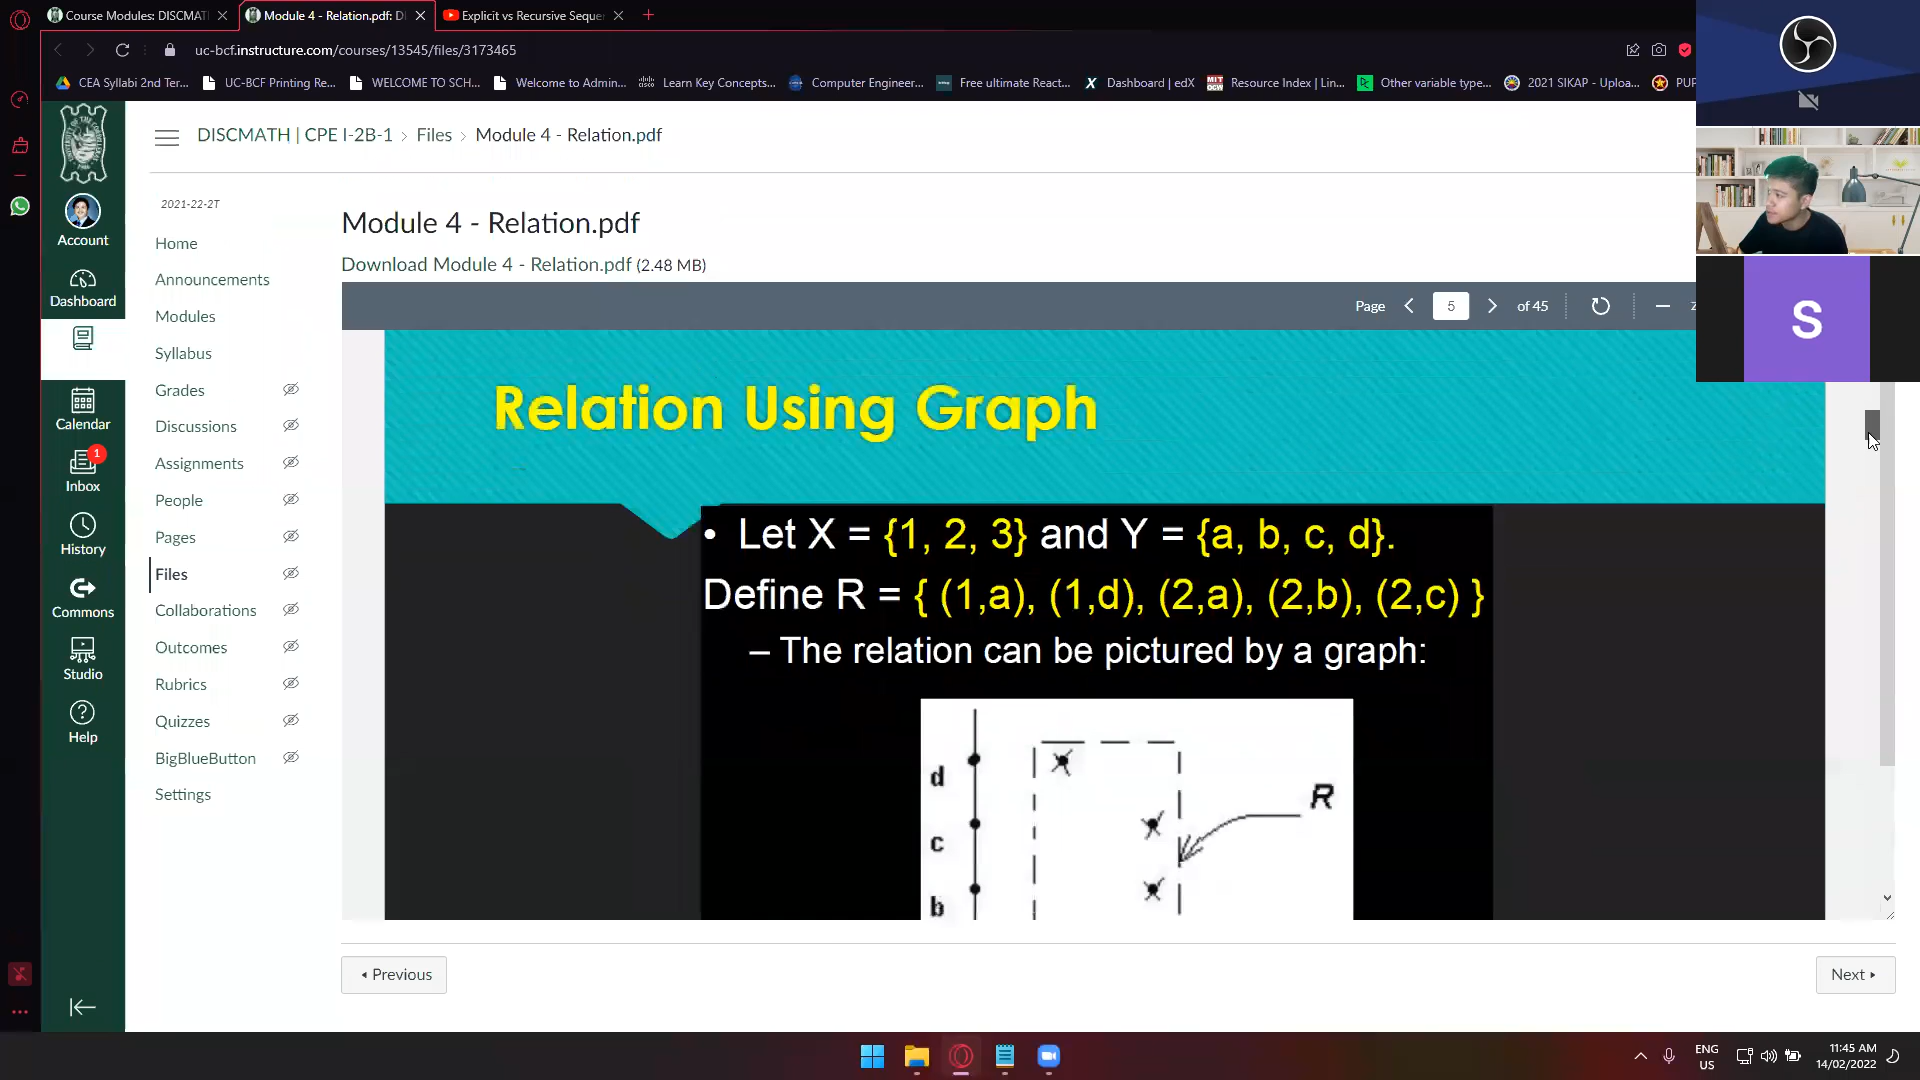 Course Modules: DISCMAT
Module 4 - Relation.pdf: D
Explicit vs Recursive Seque
uc-bcf.instructure.com/courses/13545/files/3173465
CEA Syllabi 2nd Ter...
UC-BCF Printing Re...
WELCOME TO SCH...
Welcome to Admin...
Learn Key Concepts...
Computer Engineer...
Free ultimate React...
Dashboard | edX
Resource Index | Lin...
Other variable type...
2021 SIKAP - Uploa...
PUP
DISCMATH | CPE I-2B-1 > Files > Module 4 - Relation.pdf
Account
Dashboard
Calendar
1
Inbox
History
Commons
Studio
Help
2021-22-2T
Home
Announcements
Modules
Syllabus
Grades
Discussions
Assignments
People
Pages
Files
Collaborations
Outcomes
Rubrics
Quizzes
BigBlueButton
Settings
Module 4 - Relation.pdf
Download Module 4 - Relation.pdf (2.48 MB)
Page 5 of 45
Relation Using Graph
• Let X = {1, 2, 3} and Y = {a, b, c, d}.
Define R = { (1,a), (1,d), (2,a), (2,b), (2,c) }
– The relation can be pictured by a graph:
d
R
c
b
Previous
Next
S
ENG
US
11:45 AM
14/02/2022